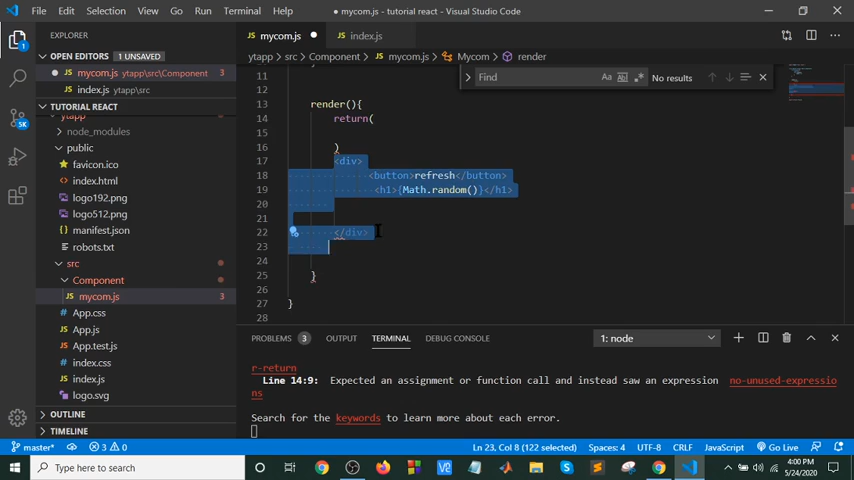 File Edit Selection View Go Run Terminal Help
mycom.js - tutorial react - Visual Studio Code
EXPLORER
OPEN EDITORS 1 UNSAVED
JS mycom.js ytapp\src\Component 3
JS index.js ytapp\src
TUTORIAL REACT
ytapp
node_modules
public
favicon.ico
index.html
logo192.png
logo512.png
manifest.json
robots.txt
src
Component
JS mycom.js 3
App.css
JS App.js
JS App.test.js
index.css
JS index.js
logo.svg
OUTLINE
TIMELINE
1
5K
JS mycom.js
JS index.js
ytapp > src > Component > JS mycom.js > Mycom > render
Find
Aa Abl No results
11 }
12
13 render(){
14 return(
15
16 )
17 <div>
18 <button>refresh</button>
19 <h1>{Math.random()}</h1>
20
21
22 </div>
23
24
25 }
26
27 }
28
PROBLEMS 3 OUTPUT TERMINAL DEBUG CONSOLE
1: node
r-return
Line 14:9: Expected an assignment or function call and instead saw an expression no-unused-expressio
ns
Search for the keywords to learn more about each error.
master* 3 0
Ln 23, Col 8 (122 selected) Spaces: 4 UTF-8 CRLF JavaScript Go Live
Type here to search
4:00 PM
5/24/2020